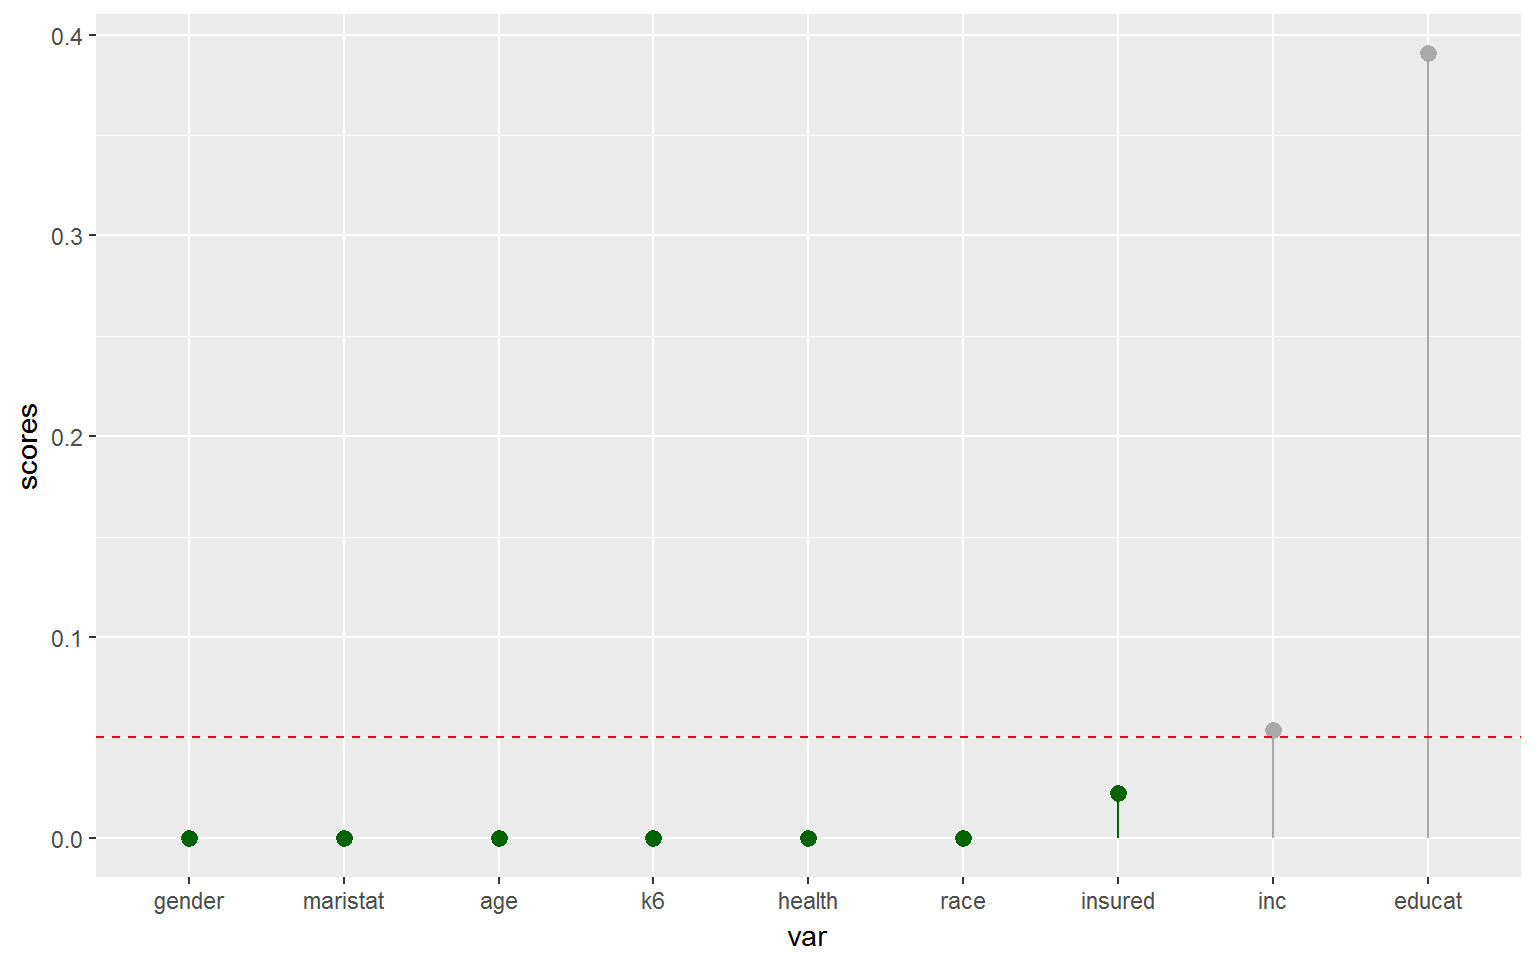 scores
0.4
0.3
0.2
0.1
0.0
gender maristat age k6 health race insured inc educat
var